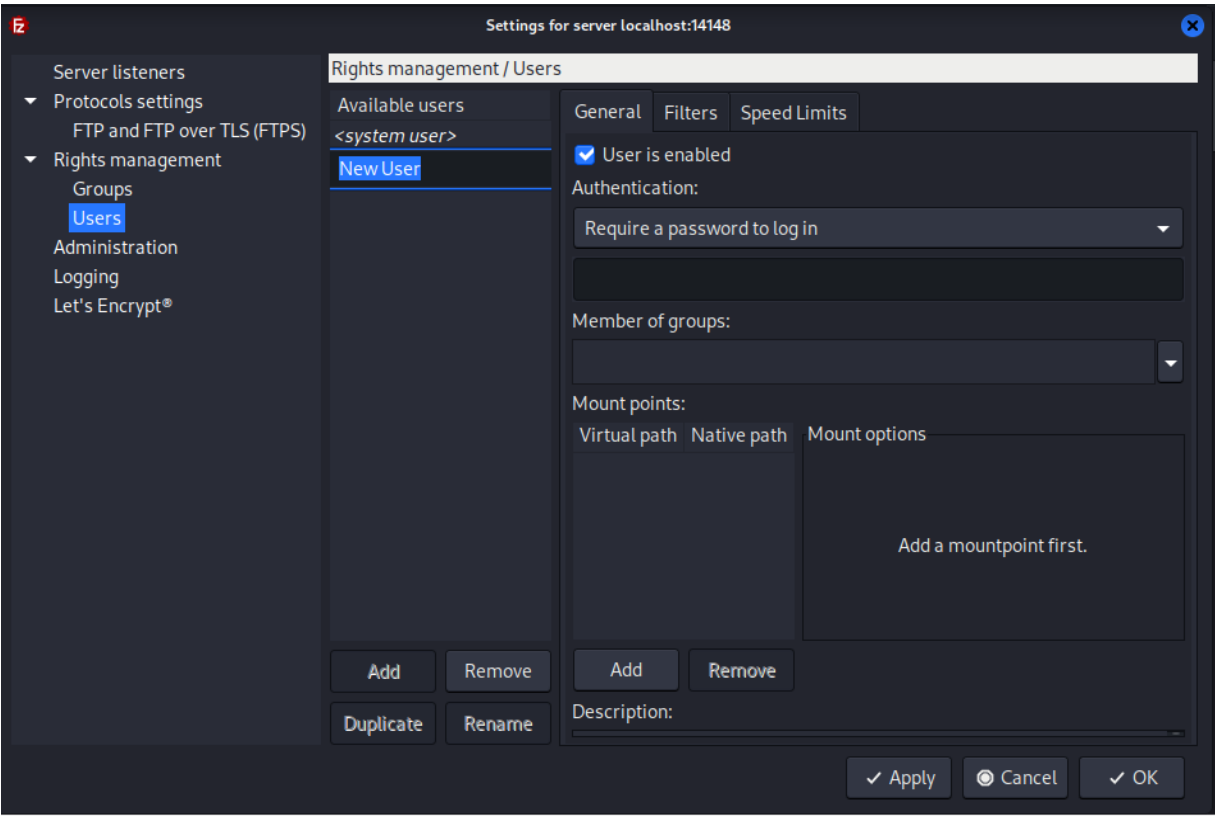 Settings for server localhost:14148
Server listeners
Protocols settings
FTP and FTP over TLS (FTPS)
Rights management
Groups
Users
Administration
Logging
Let's Encrypt®
Rights management / Users
Available users
<system user>
New User
Add
Remove
Duplicate
Rename
General
Filters
Speed Limits
User is enabled
Authentication:
Require a password to log in
Member of groups:
Mount points:
Virtual path
Native path
Mount options
Add a mountpoint first.
Add
Remove
Description:
Apply
Cancel
OK